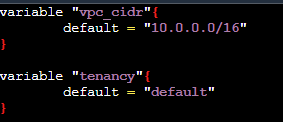 variable "vpc_cidr"{
        default = "10.0.0.0/16"
}
variable "tenancy"{
        default = "default"
}